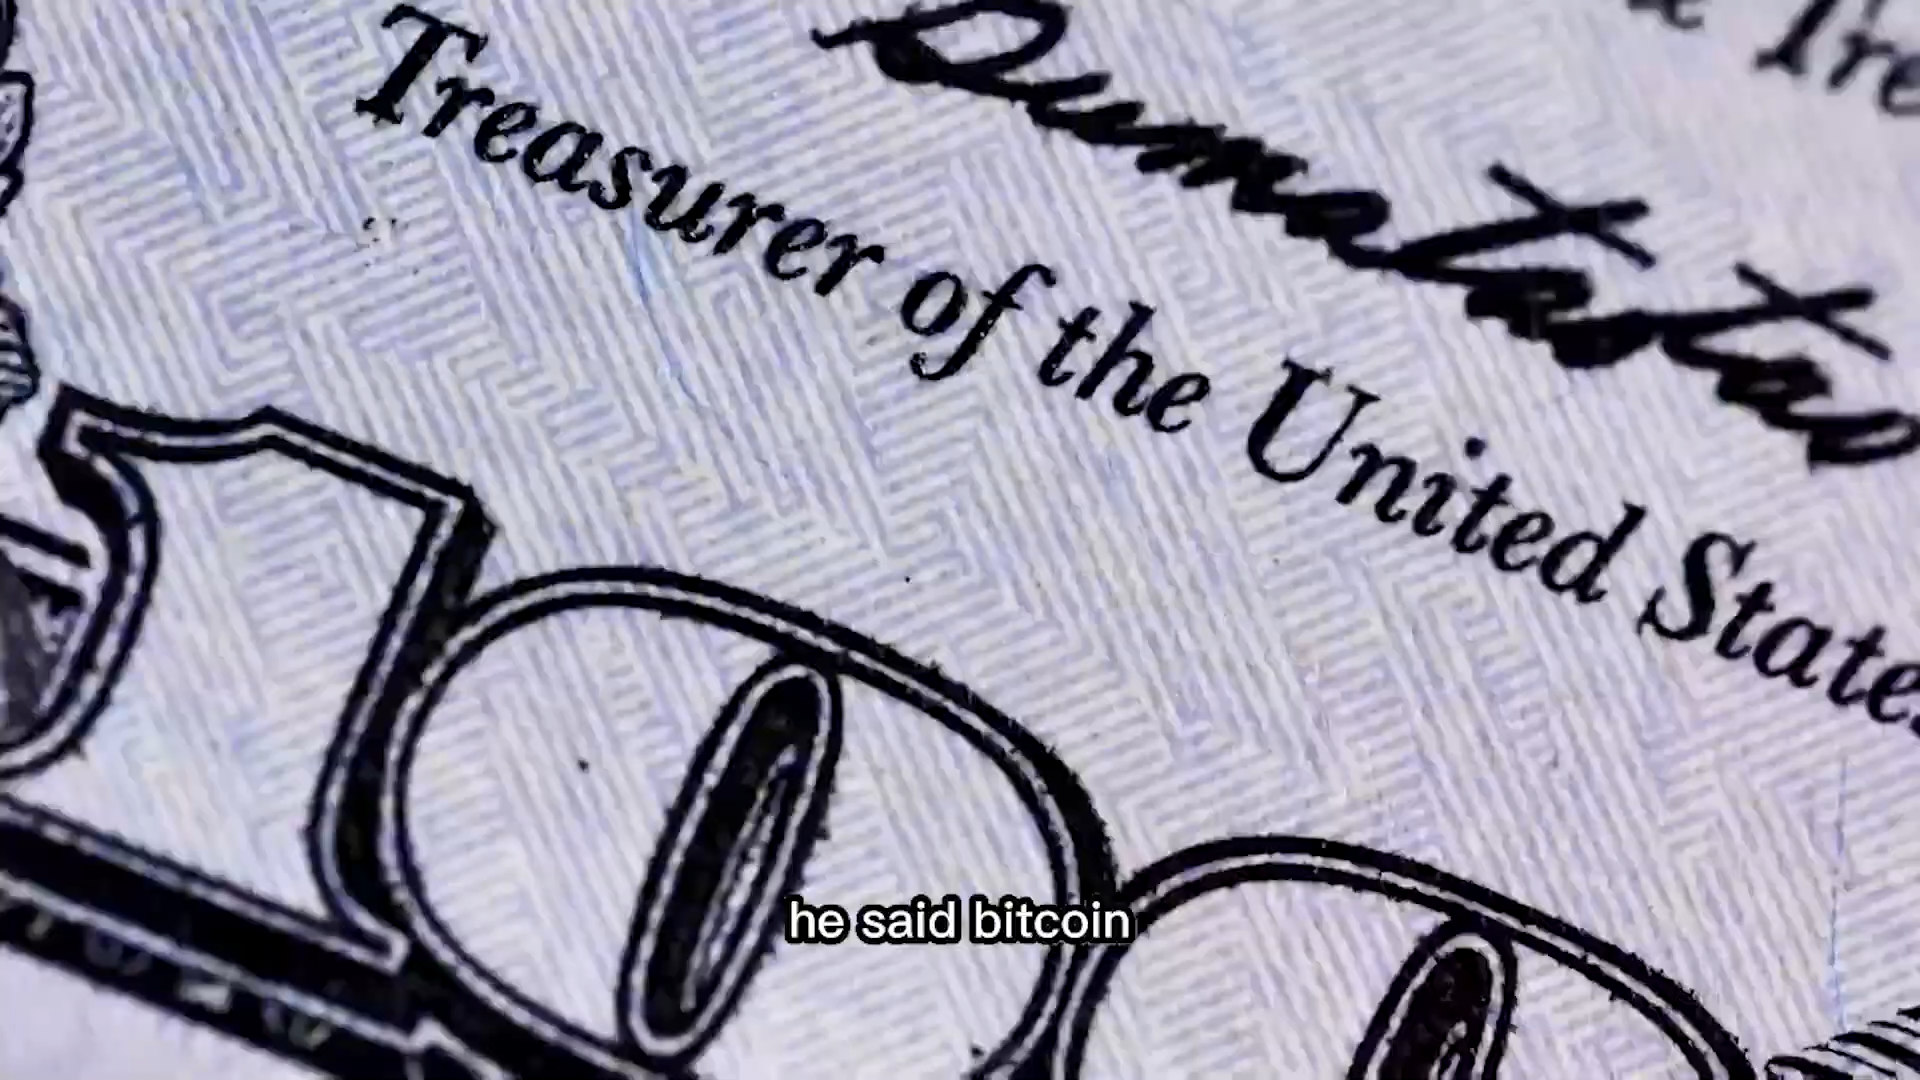 Treasurer of the United States
he said bitcoin